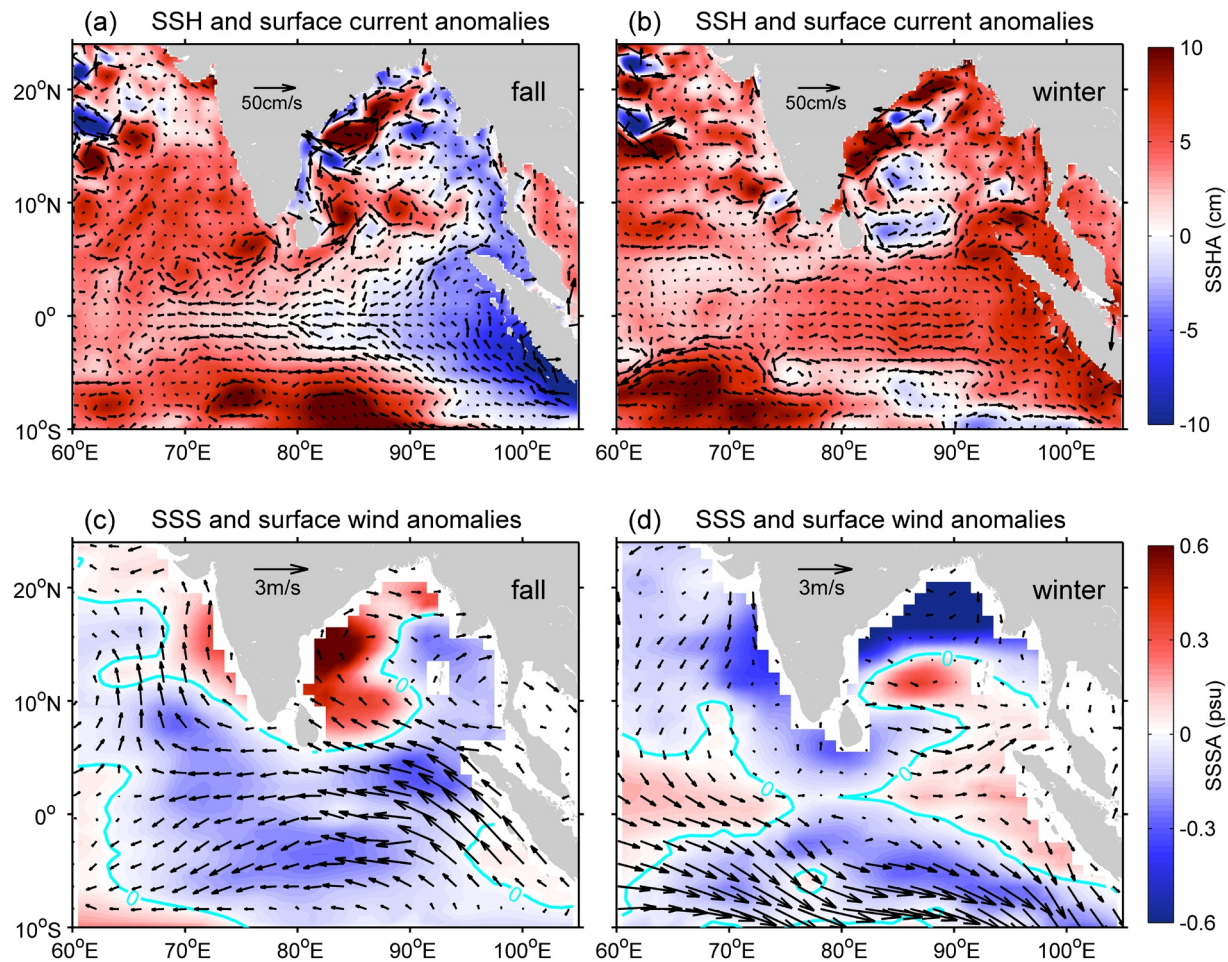 (a) SSH and surface current anomalies
(b) SSH and surface current anomalies
20°N
10°N
0°
10°S
50cm/s
fall
50cm/s
winter
60°E 70°E 80°E 90°E 100°E
60°E 70°E 80°E 90°E 100°E
10
5
0
-5
-10
SSHA (cm)
(c) SSS and surface wind anomalies
(d) SSS and surface wind anomalies
20°N
10°N
0°
10°S
3m/s
fall
0
0
0
3m/s
winter
0
0
0
60°E 70°E 80°E 90°E 100°E
60°E 70°E 80°E 90°E 100°E
0.6
0.3
0
-0.3
-0.6
SSSA (psu)